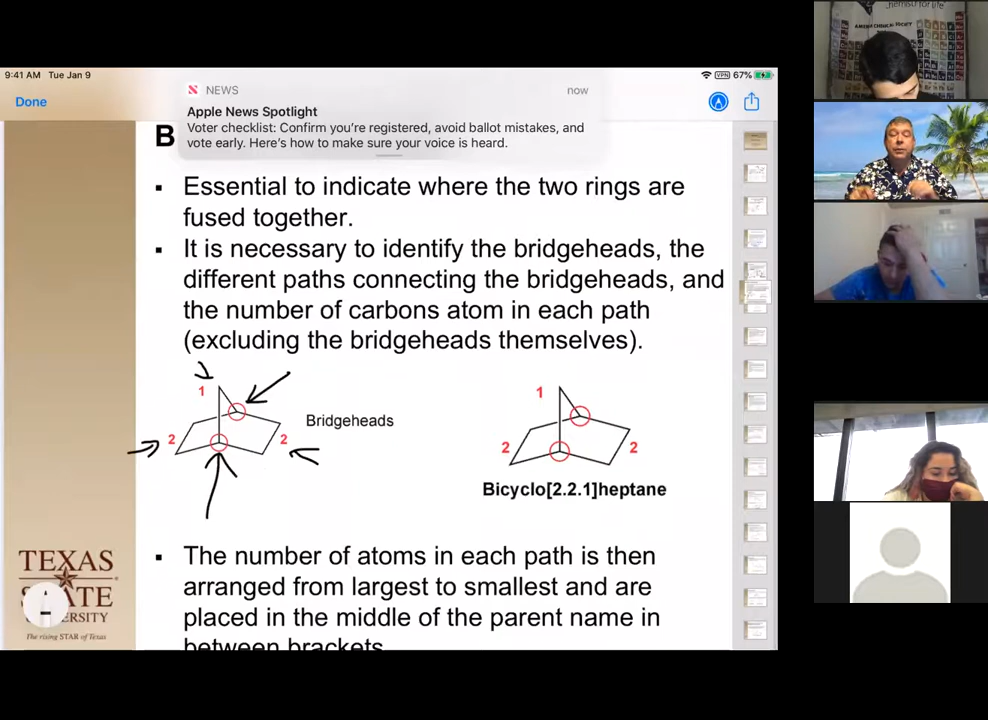 9:41 AM Tue Jan 9
67%
VPN
Done
NEWS
now
Apple News Spotlight
Voter checklist: Confirm you're registered, avoid ballot mistakes, and
vote early. Here's how to make sure your voice is heard.
B
▪ Essential to indicate where the two rings are
fused together.
▪ It is necessary to identify the bridgeheads, the
different paths connecting the bridgeheads, and
the number of carbons atom in each path
(excluding the bridgeheads themselves).
1
2
2
Bridgeheads
1
2
2
Bicyclo[2.2.1]heptane
▪ The number of atoms in each path is then
arranged from largest to smallest and are
placed in the middle of the parent name in
between brackets
TEXAS
STATE
The rising STAR of Texas